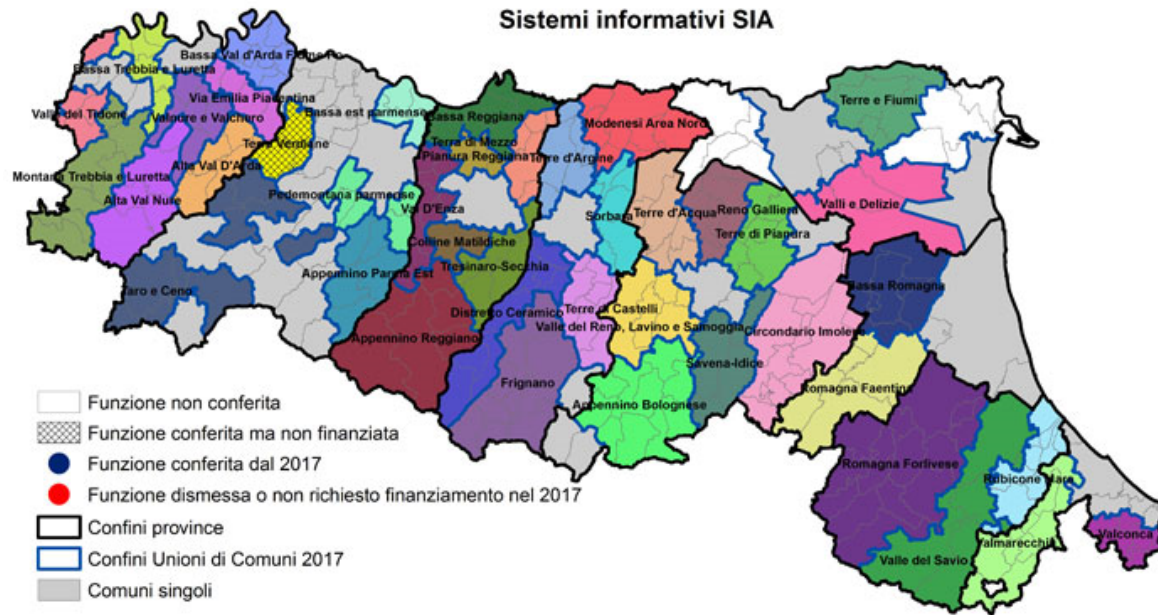 Sistemi informativi SIA
Bassa Val d'Arda Fiume Po
Bassa Trebbia e Luretta
Via Emilia Piacentina
Valle del Tidone
Valnure e Valchero
Bassa est parmense
Bassa Reggiana
Modenesi Area Nord
Terre e Fiumi
Terre Verdiane
Terra di Mezzo
Pianura Reggiana
Terre d'Argine
Alta Val D'Arda
Montana Trebbia e Luretta
Alta Val Nure
Pedemontana parmense
Val D'Enza
Sorbara
Terre d'Acqua
Reno Galliera
Terre di Pianura
Valli e Delizie
Colline Matildiche
Tresinaro-Secchia
Appennino Parma Est
Taro e Ceno
Bassa Romagna
Distretto Ceramico
Terre di Castelli
Valle del Reno, Lavino e Samoggia
Circondario Imolese
Appennino Reggiano
Savena-Idice
Frignano
Romagna Faentina
Appennino Bolognese
Romagna Forlivese
Rubicone Mare
Valmarecchia
Valconca
Valle del Savio
Funzione non conferita
Funzione conferita ma non finanziata
Funzione conferita dal 2017
Funzione dismessa o non richiesto finanziamento nel 2017
Confini province
Confini Unioni di Comuni 2017
Comuni singoli